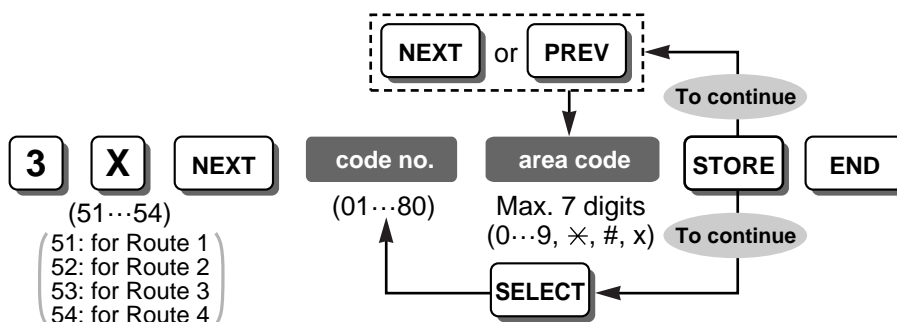 NEXT or PREV
To continue
3 X NEXT code no. area code STORE END
(51···54) (01···80) Max. 7 digits
(0···9, ✳, #, x) To continue
51: for Route 1
52: for Route 2
53: for Route 3
54: for Route 4
SELECT